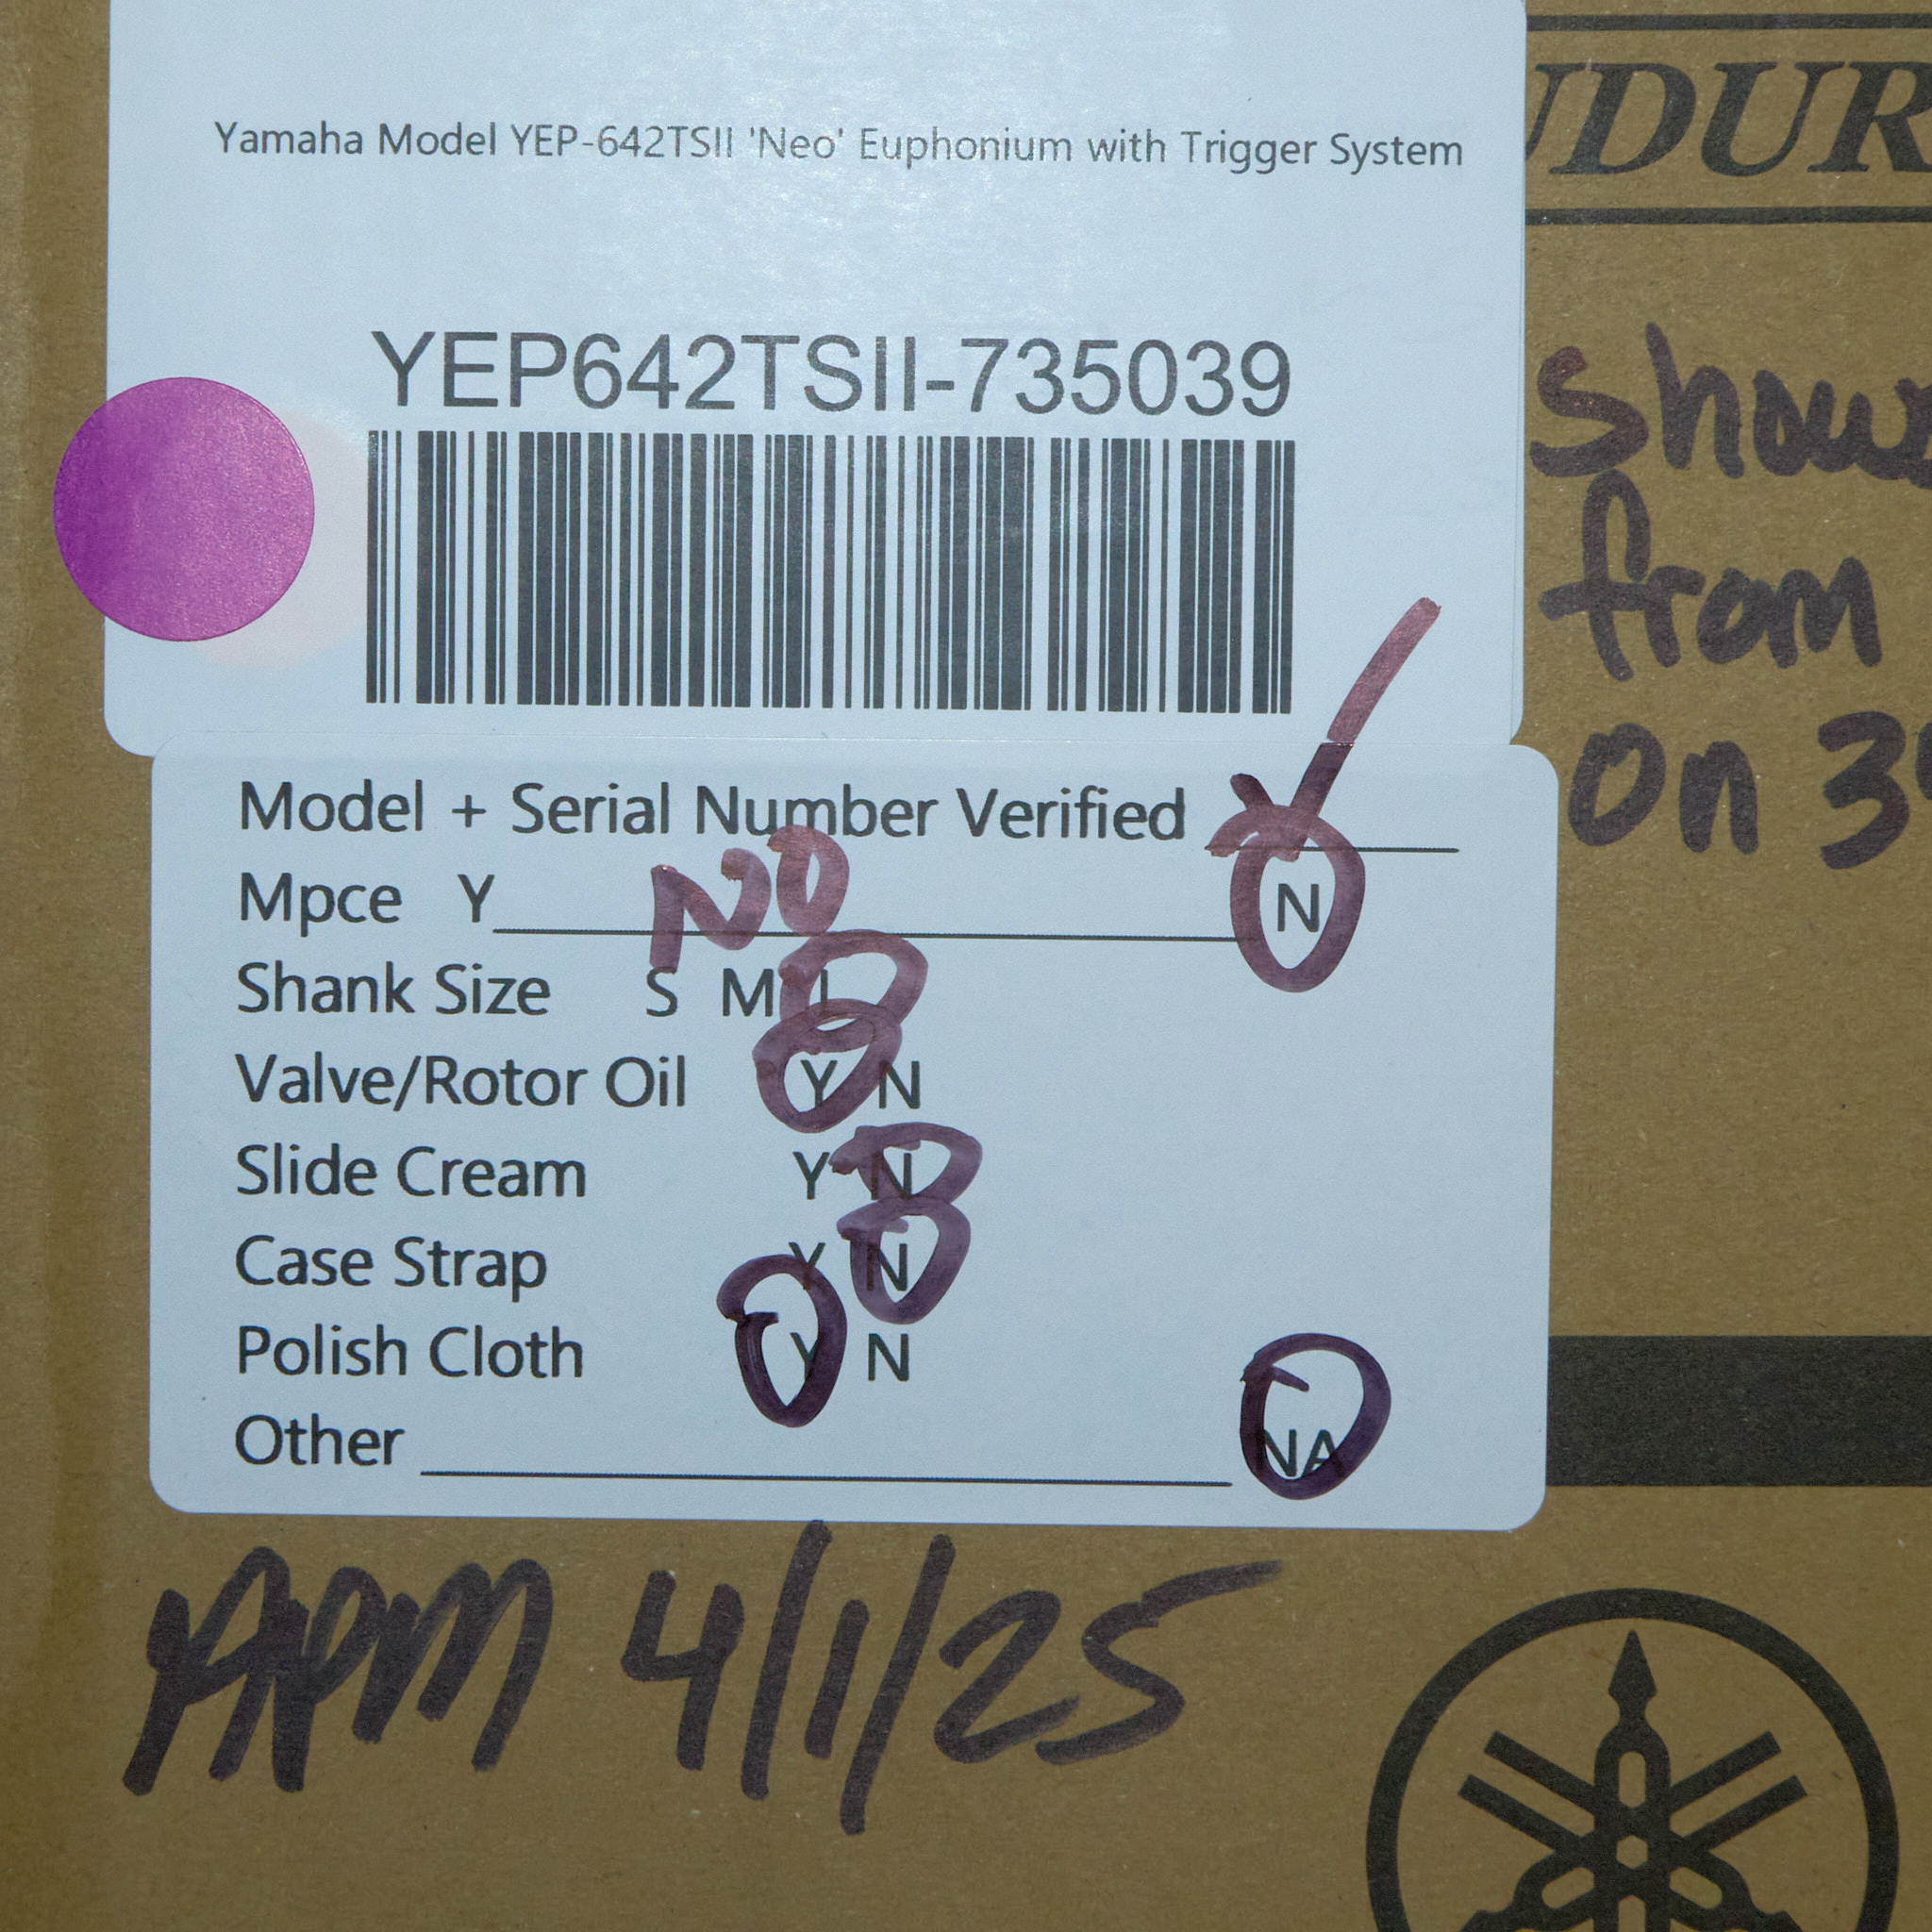 Yamaha Model YEP-642TSII 'Neo' Euphonium with Trigger System
YEP642TSII-735039
Model + Serial Number Verified
Mpce Y NO N
Shank Size S M L
Valve/Rotor Oil Y N
Slide Cream Y N
Case Strap Y N
Polish Cloth Y N
Other NA
APM 4/1/25
from
on